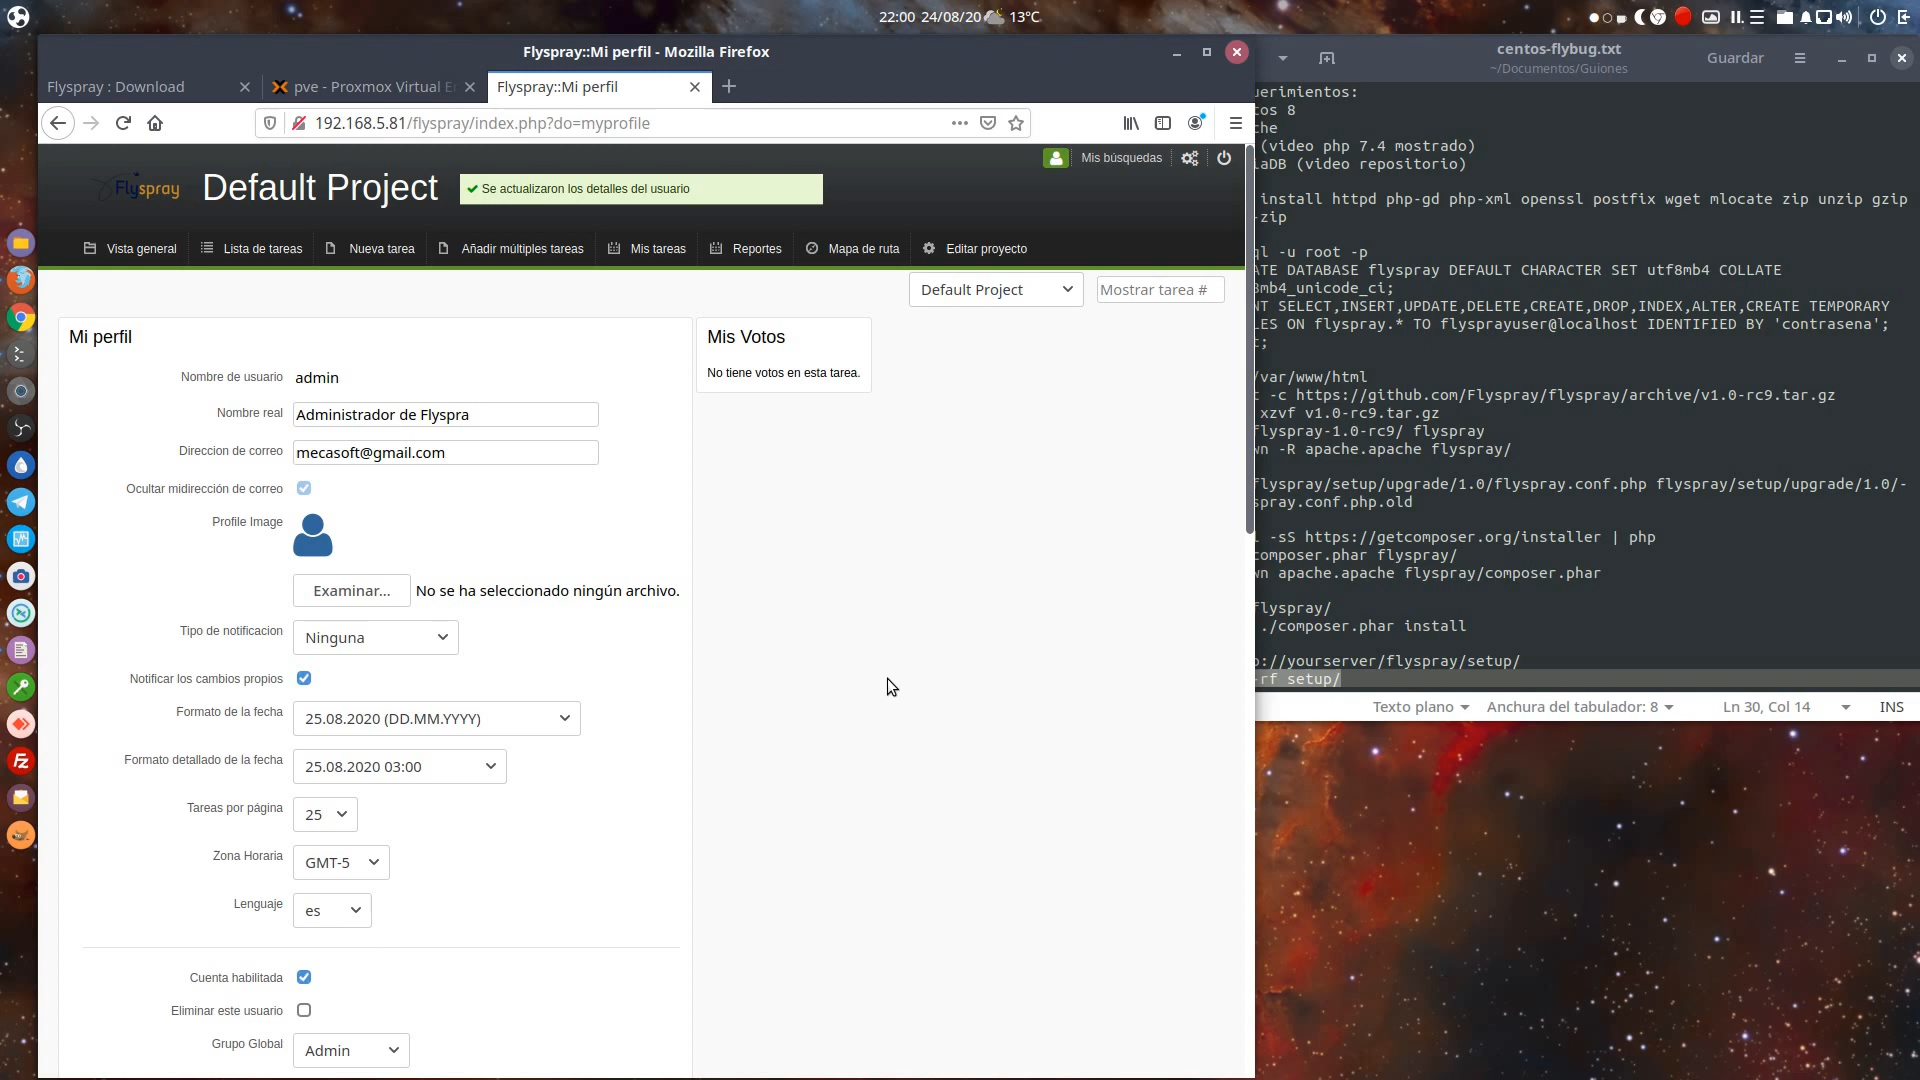 22:00 24/08/20 13°C
Flyspray::Mi perfil - Mozilla Firefox
Flyspray : Download
pve - Proxmox Virtual E
Flyspray::Mi perfil
192.168.5.81/flyspray/index.php?do=myprofile
Mis búsquedas
Flyspray
Default Project
Se actualizaron los detalles del usuario
Vista general
Lista de tareas
Nueva tarea
Añadir múltiples tareas
Mis tareas
Reportes
Mapa de ruta
Editar proyecto
Default Project
Mostrar tarea #
Mi perfil
Nombre de usuario admin
Nombre real Administrador de Flyspra
Direccion de correo mecasoft@gmail.com
Ocultar midirección de correo
Profile Image
Examinar... No se ha seleccionado ningún archivo.
Tipo de notificacion Ninguna
Notificar los cambios propios
Formato de la fecha 25.08.2020 (DD.MM.YYYY)
Formato detallado de la fecha 25.08.2020 03:00
Tareas por página 25
Zona Horaria GMT-5
Lenguaje es
Cuenta habilitada
Eliminar este usuario
Grupo Global Admin
Mis Votos
No tiene votos en esta tarea.
centos-flybug.txt
~/Documentos/Guiones
Guardar
uerimientos:
tos 8
che
(video php 7.4 mostrado)
iaDB (video repositorio)
install httpd php-gd php-xml openssl postfix wget mlocate zip unzip gzip
-zip
ql -u root -p
ATE DATABASE flyspray DEFAULT CHARACTER SET utf8mb4 COLLATE
8mb4_unicode_ci;
NT SELECT,INSERT,UPDATE,DELETE,CREATE,DROP,INDEX,ALTER,CREATE TEMPORARY
LES ON flyspray.* TO flysprayuser@localhost IDENTIFIED BY 'contrasena';
t;
/var/www/html
t -c https://github.com/Flyspray/flyspray/archive/v1.0-rc9.tar.gz
xzvf v1.0-rc9.tar.gz
flyspray-1.0-rc9/ flyspray
wn -R apache.apache flyspray/
flyspray/setup/upgrade/1.0/flyspray.conf.php flyspray/setup/upgrade/1.0/-
spray.conf.php.old
l -sS https://getcomposer.org/installer | php
composer.phar flyspray/
wn apache.apache flyspray/composer.phar
flyspray/
./composer.phar install
p://yourserver/flyspray/setup/
-rf setup/
Texto plano
Anchura del tabulador: 8
Ln 30, Col 14
INS